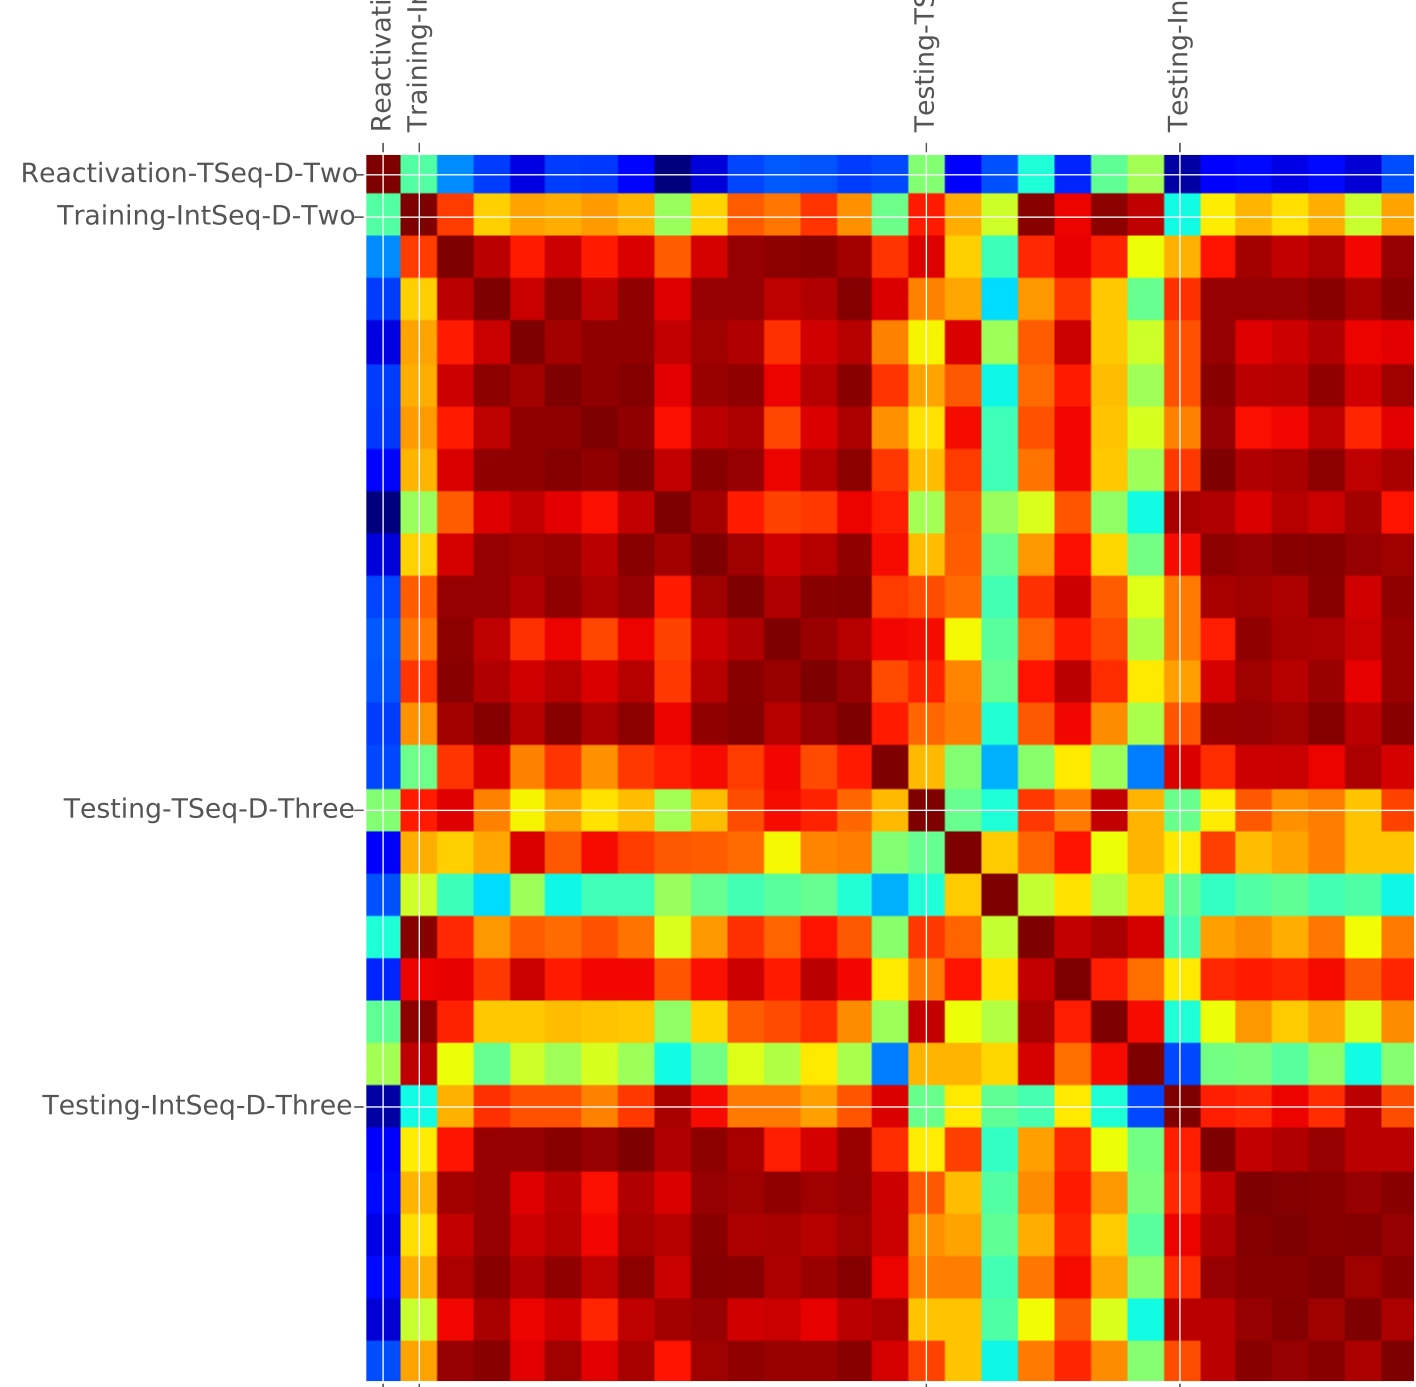 Reactivati
Training-In
Testing-TS
Testing-In
Reactivation-TSeq-D-Two
Training-IntSeq-D-Two
Testing-TSeq-D-Three
Testing-IntSeq-D-Three